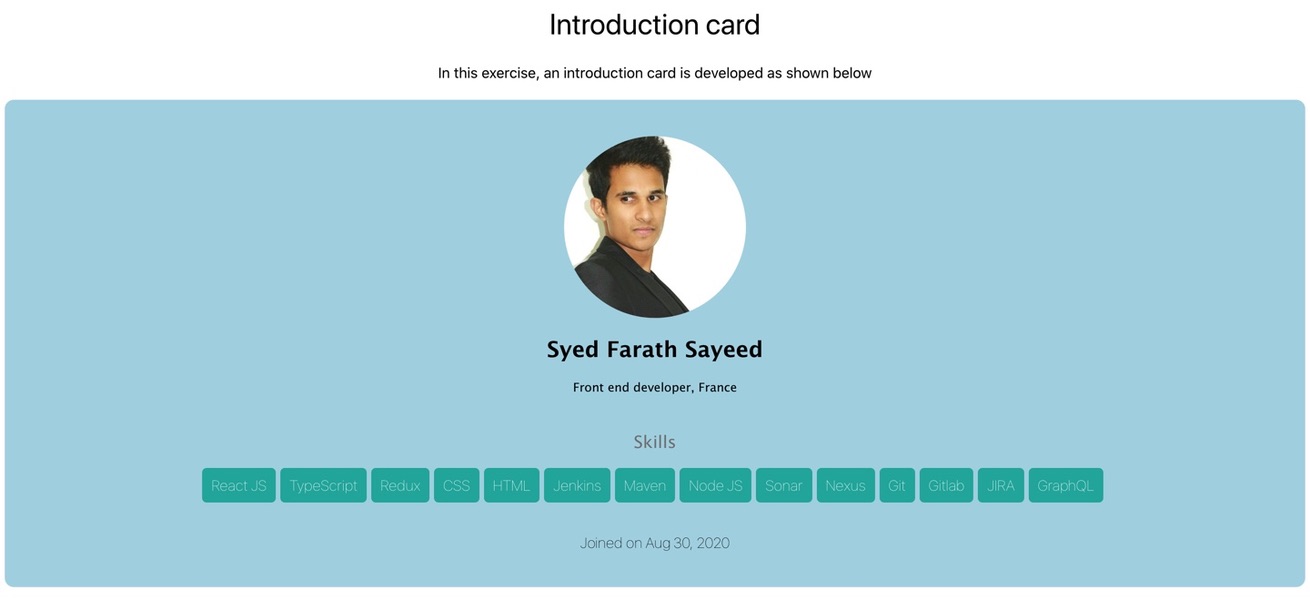 Introduction card
In this exercise, an introduction card is developed as shown below
Syed Farath Sayeed
Front end developer, France
Skills
React JS TypeScript Redux CSS HTML Jenkins Maven Node JS Sonar Nexus Git Gitlab JIRA GraphQL
Joined on Aug 30, 2020